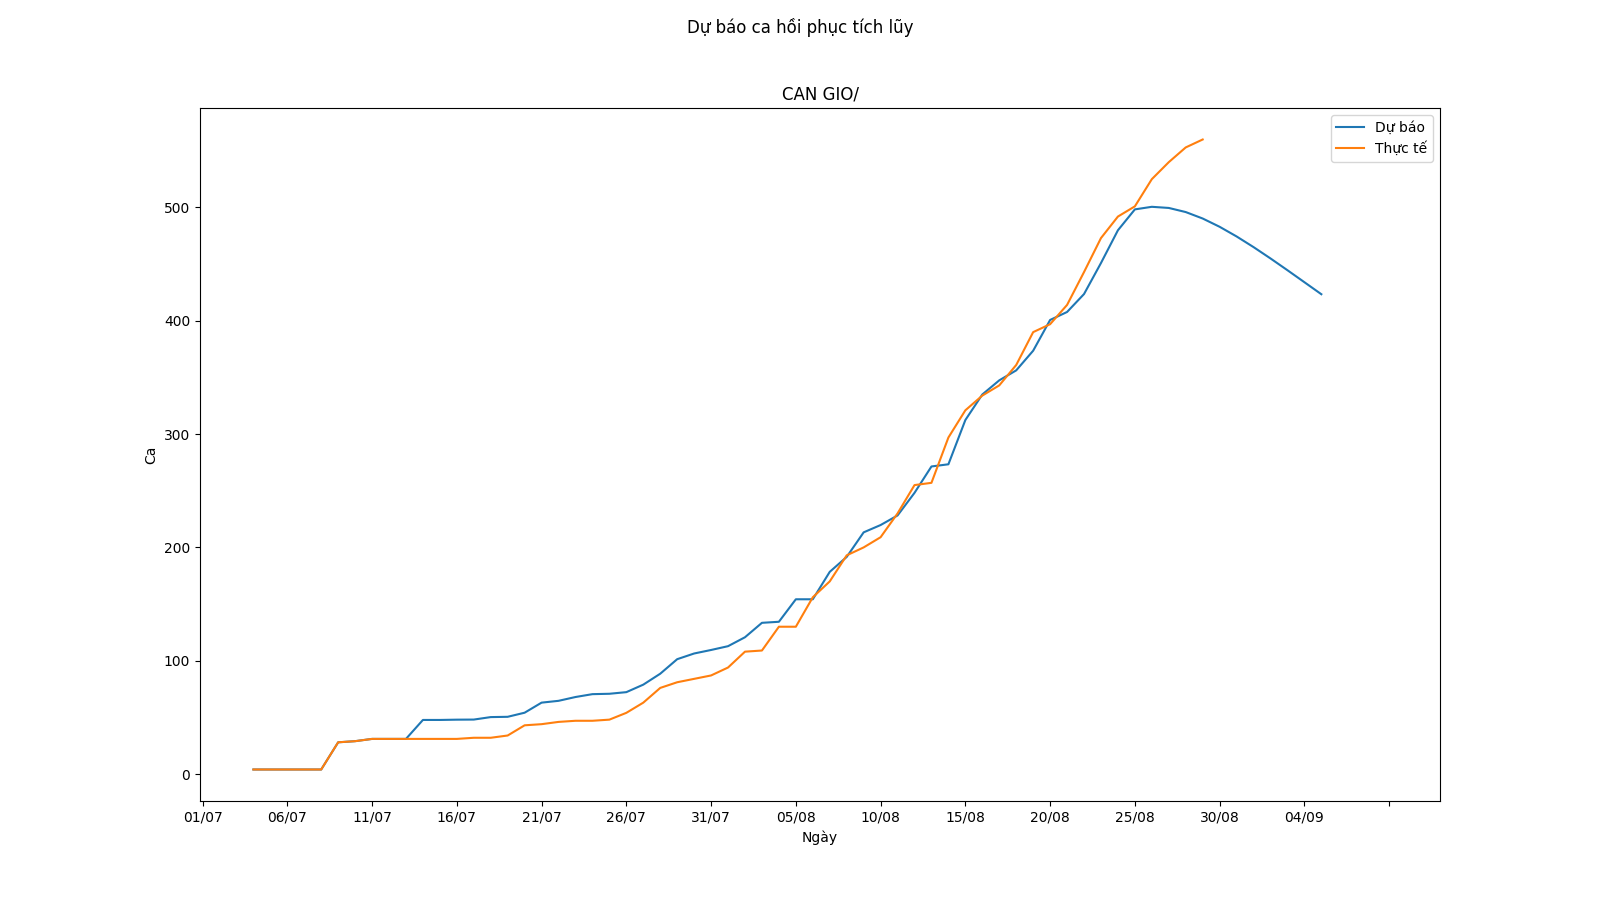 Dự báo ca hồi phục tích lũy
CAN GIO/
Dự báo
Thực tế
500
400
300
200
100
0
Ca
01/07 06/07 11/07 16/07 21/07 26/07 31/07 05/08 10/08 15/08 20/08 25/08 30/08 04/09
Ngày